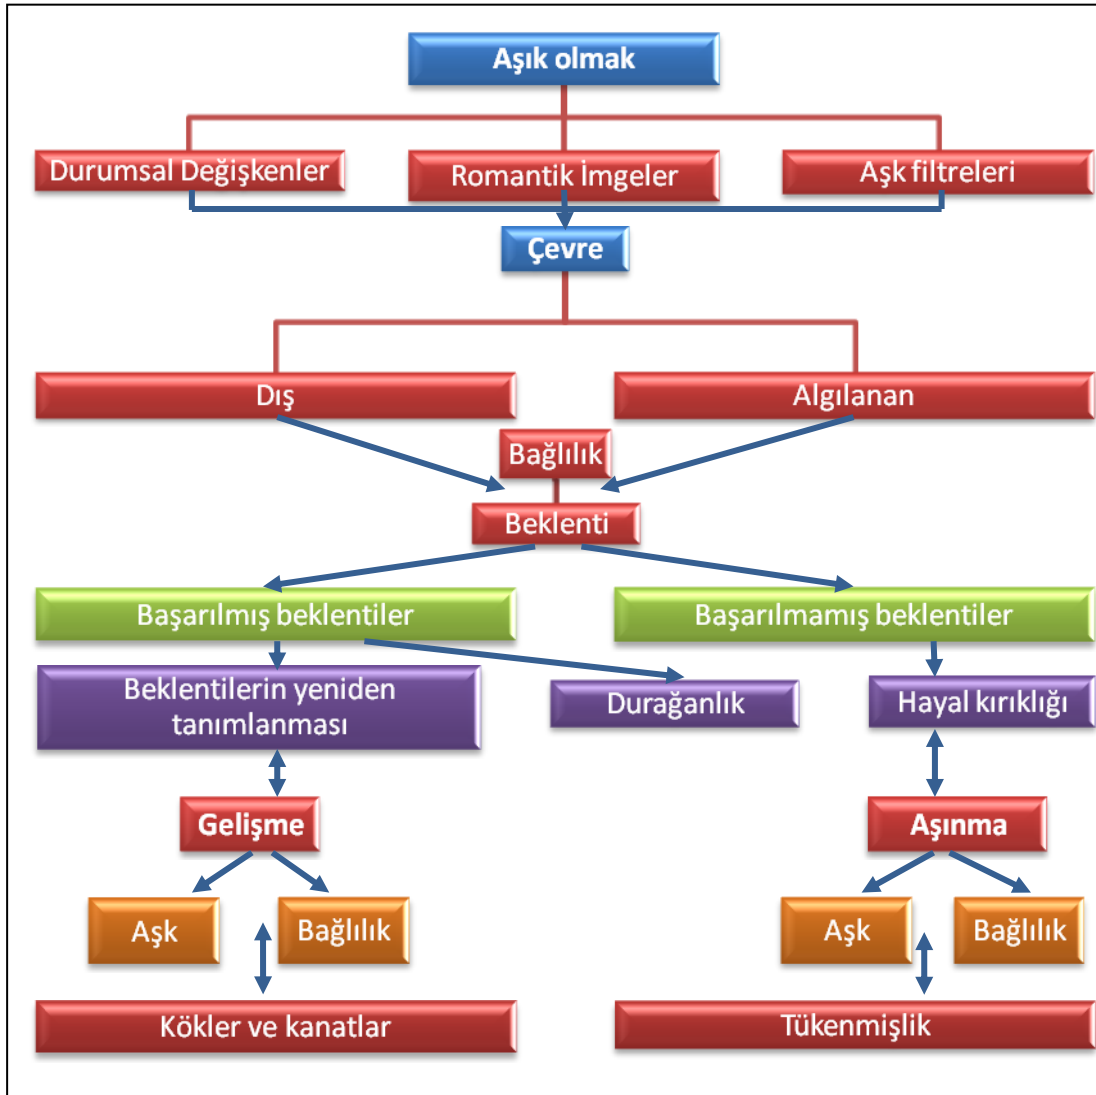 Aşık olmak
Durumsal Değişkenler
Romantik İmgeler
Aşk filtreleri
Çevre
Dış
Algılanan
Bağlılık
Beklenti
Başarılmış beklentiler
Başarılmamış beklentiler
Beklentilerin yeniden
tanımlanması
Durağanlık
Hayal kırıklığı
Gelişme
Aşınma
Aşk
Bağlılık
Aşk
Bağlılık
Kökler ve kanatlar
Tükenmişlik